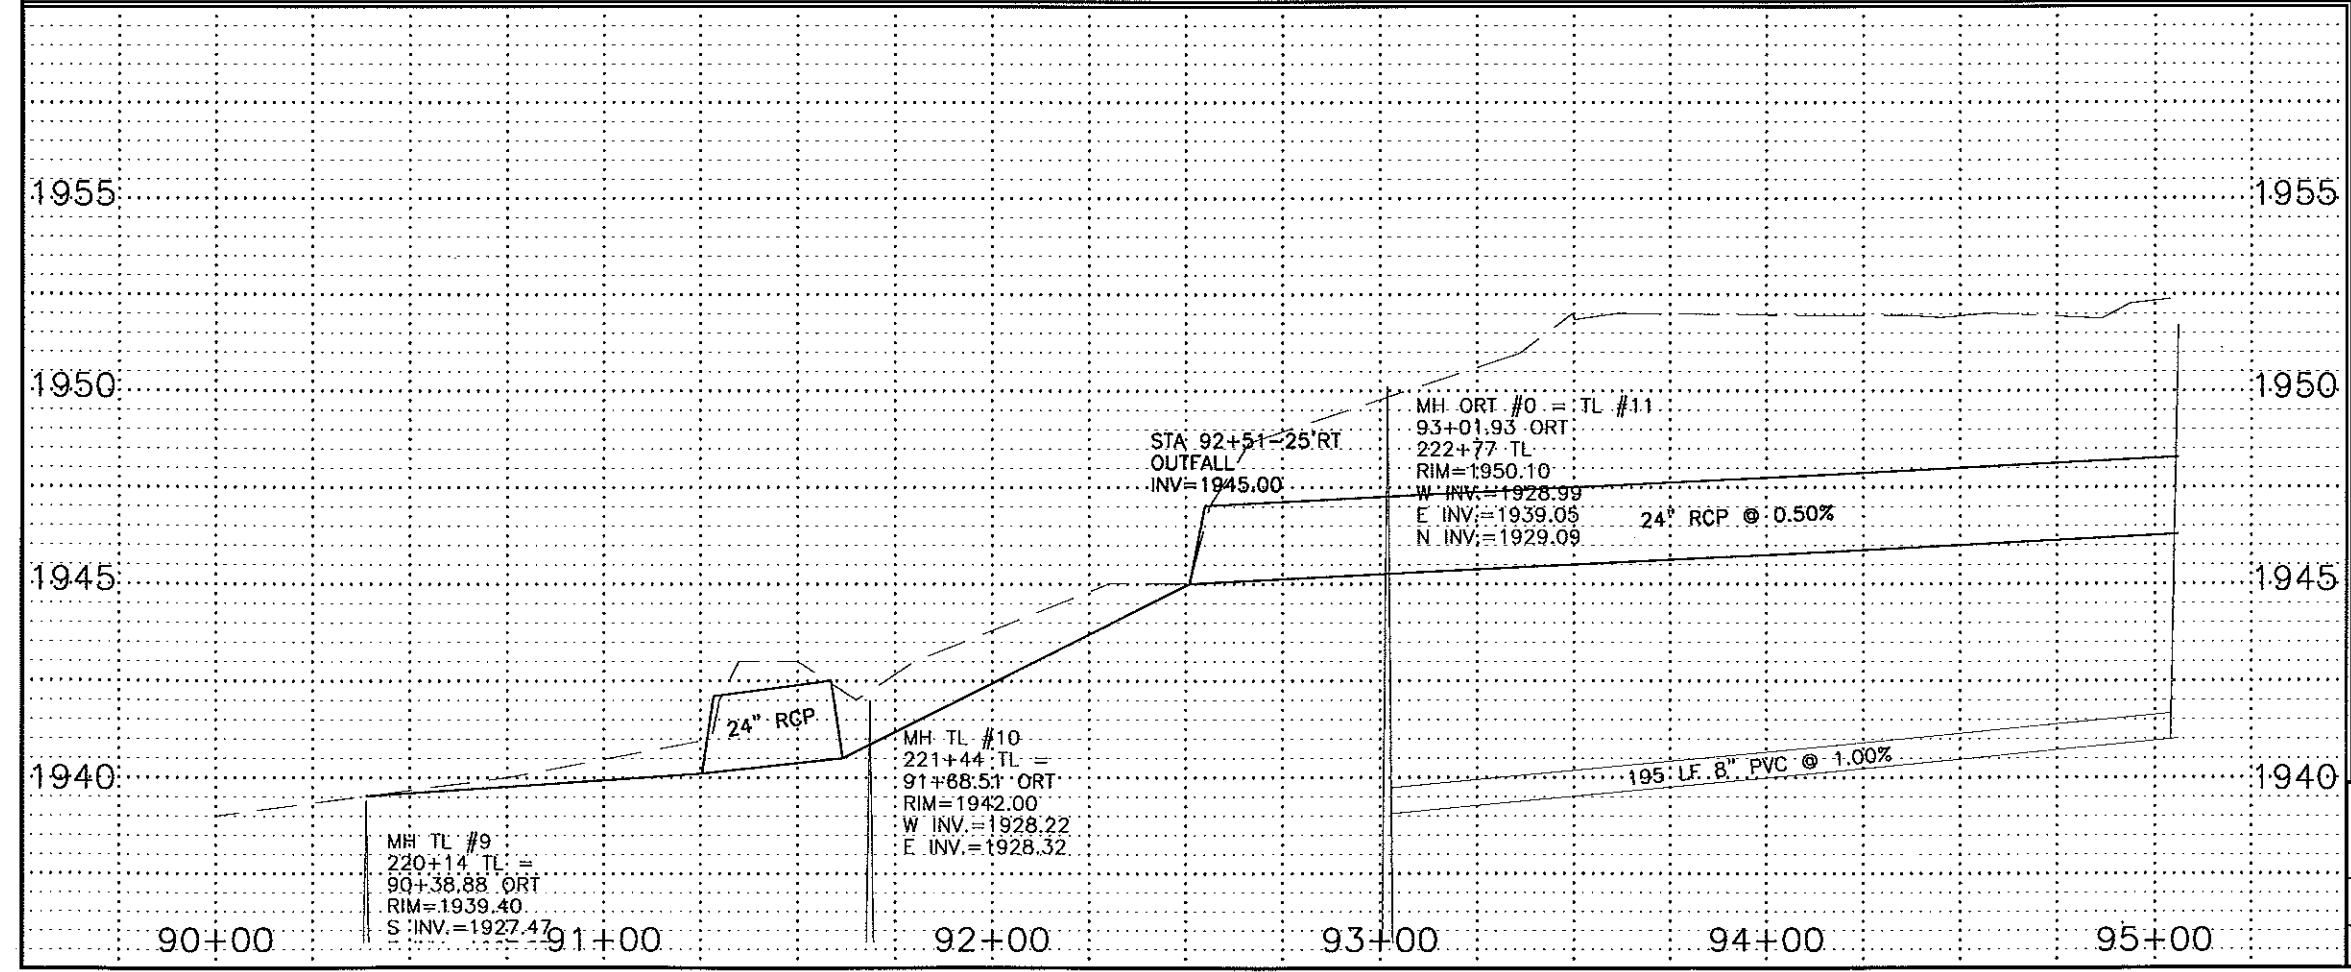 1955
1955
1950
1950
MH ORT #0 = TL #11
93+01.93 ORT
222+77 TL
RIM=1950.10
W INV.=1928.99
E INV.=1939.05
N INV.=1929.09
STA 92+51-25'RT
OUTFALL
INV=1945.00
24" RCP @ 0.50%
1945
1945
24" RCP
MH TL #10
221+44 TL =
91+68.51 ORT
RIM=1942.00
W INV.=1928.22
E INV.=1928.32
195 LF 8" PVC @ 1.00%
1940
1940
MH TL #9
220+14 TL =
90+38.88 ORT
RIM=1939.40
S INV.=1927.47
90+00
91+00
92+00
93+00
94+00
95+00